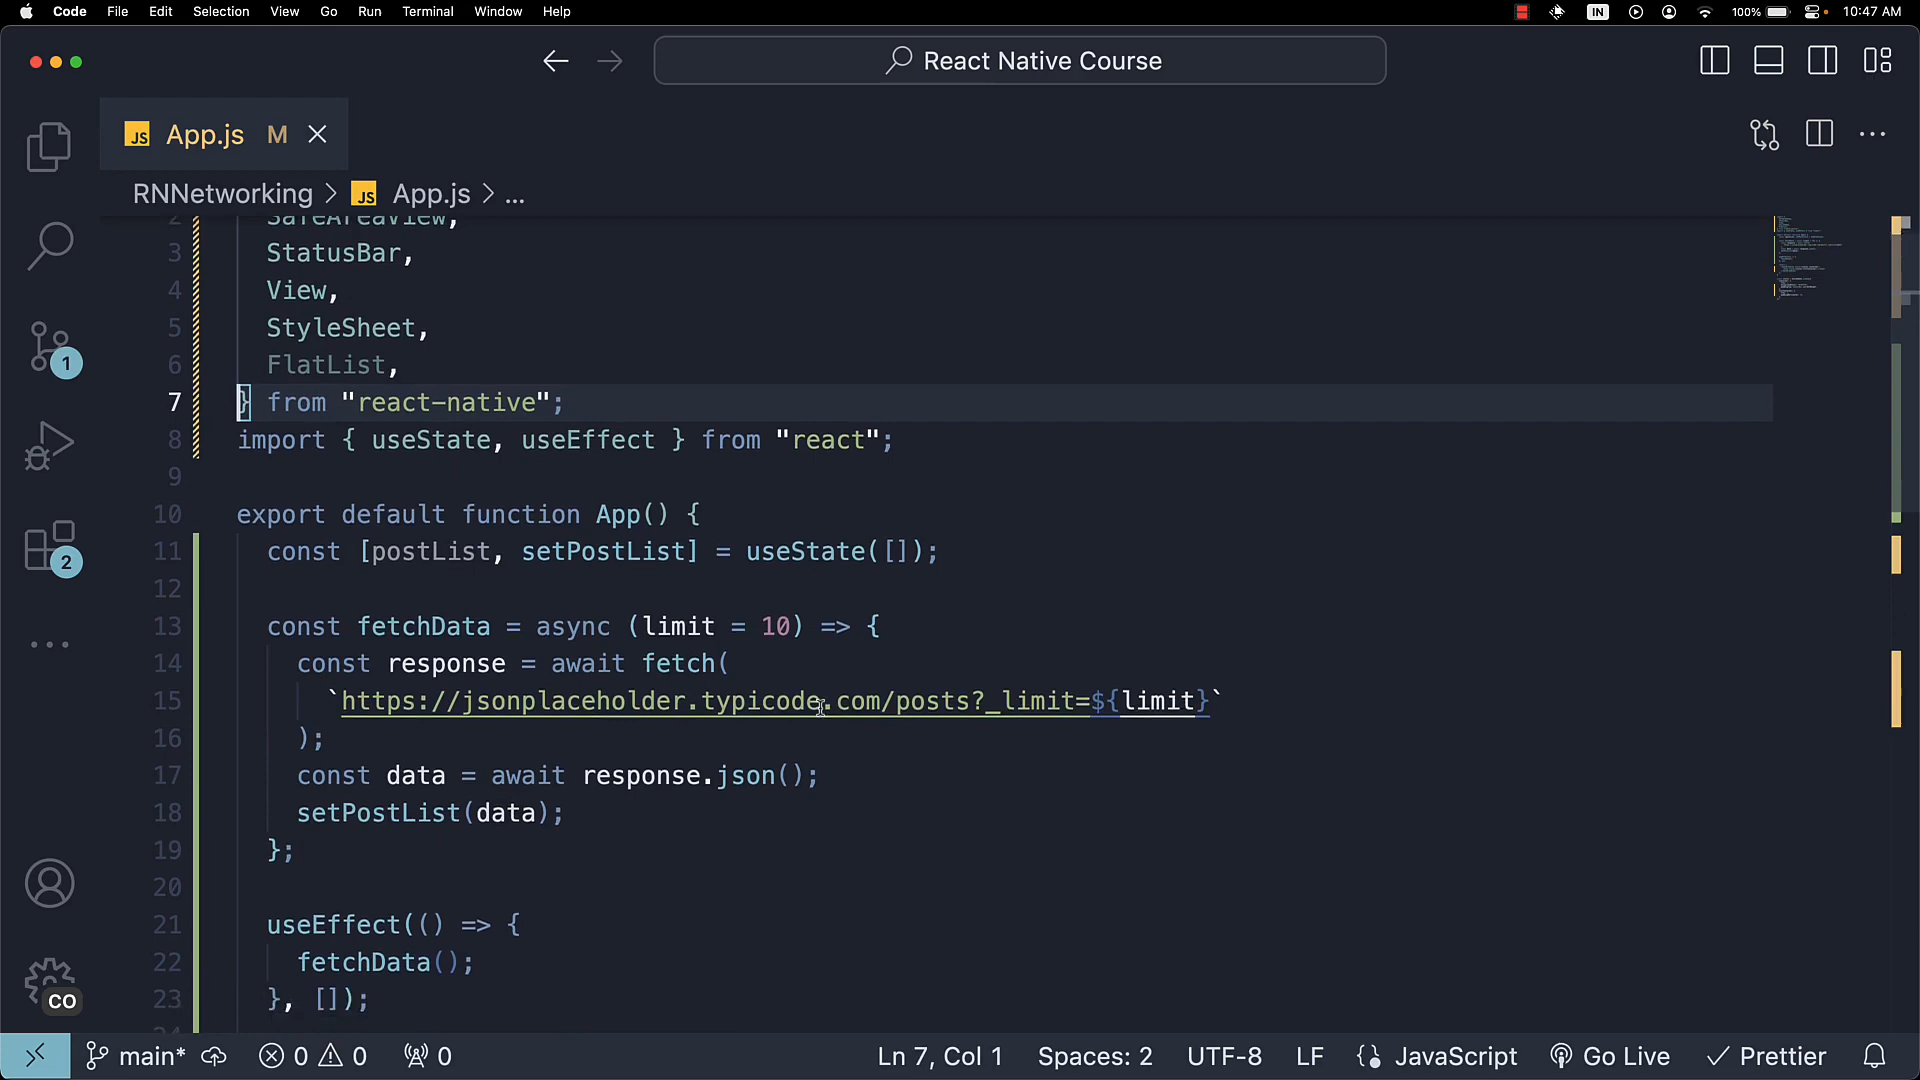 Code File Edit Selection View Go Run Terminal Window Help IN 100% 10:47 AM
React Native Course
JS App.js M
RNNetworking > JS App.js > ...
2 SafeAreaView,
3 StatusBar,
4 View,
5 StyleSheet,
6 FlatList,
7 } from "react-native";
8 import { useState, useEffect } from "react";
9
10 export default function App() {
11 const [postList, setPostList] = useState([]);
12
13 const fetchData = async (limit = 10) => {
14 const response = await fetch(
15 `https://jsonplaceholder.typicode.com/posts?_limit=${limit}`
16 );
17 const data = await response.json();
18 setPostList(data);
19 };
20
21 useEffect(() => {
22 fetchData();
23 }, []);
1
2
CO
main* 0 0 0 Ln 7, Col 1 Spaces: 2 UTF-8 LF JavaScript Go Live Prettier